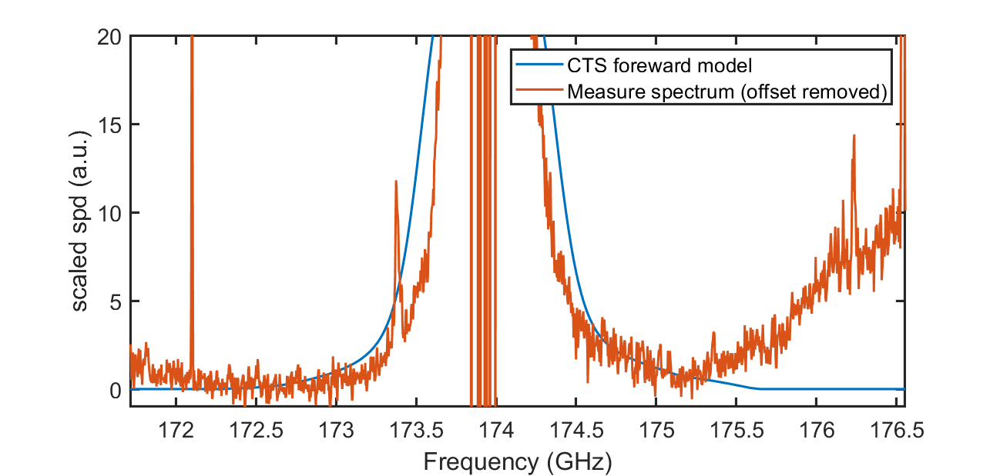 20
15
10
5
0
scaled spd (a.u.)
CTS foreward model
Measure spectrum (offset removed)
172 172.5 173 173.5 174 174.5 175 175.5 176 176.5
Frequency (GHz)